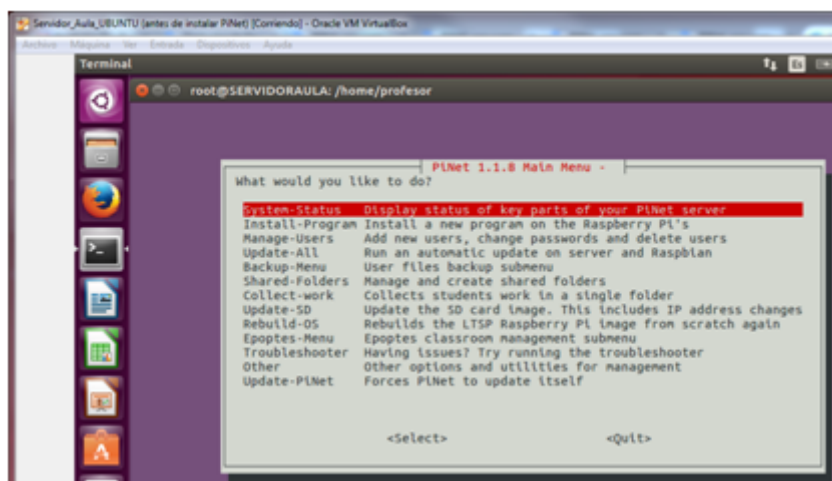 Servidor_Aula_UBUNTU (antes de instalar PiNet) [Corriendo] - Oracle VM VirtualBox
Archivo Máquina Ver Entrada Dispositivos Ayuda
Terminal Es
root@SERVIDORAULA: /home/profesor
PiNet 1.1.8 Main Menu -
What would you like to do?
System-Status Display status of key parts of your PiNet server
Install-Program Install a new program on the Raspberry Pi's
Manage-Users Add new users, change passwords and delete users
Update-All Run an automatic update on server and Raspbian
Backup-Menu User files backup submenu
Shared-Folders Manage and create shared folders
Collect-work Collects students work in a single folder
Update-SD Update the SD card image. This includes IP address changes
Rebuild-OS Rebuilds the LTSP Raspberry Pi image from scratch again
Epoptes-Menu Epoptes classroom management submenu
Troubleshooter Having issues? Try running the troubleshooter
Other Other options and utilities for management
Update-PiNet Forces PiNet to update itself
<Select> <Quit>